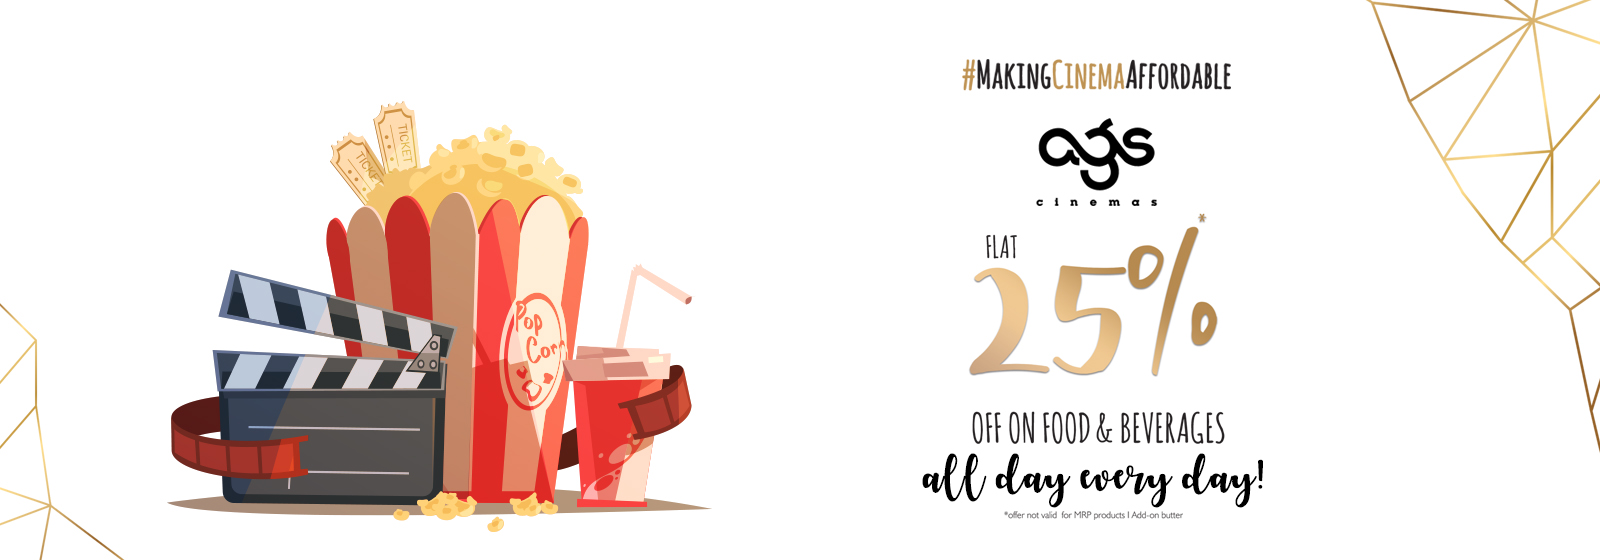 TICKET
TICKET
Pop
Corn
#MakingCinemaAffordable
ags
cinemas
FLAT
25%*
OFF ON FOOD & BEVERAGES
all day every day!
*offer not valid for MRP products I Add-on butter